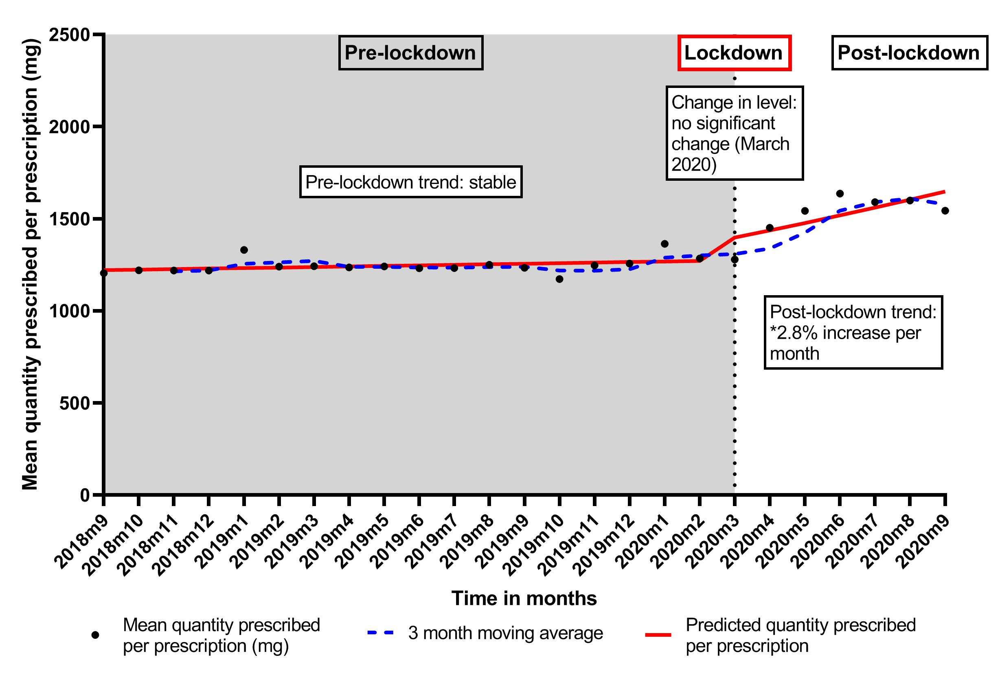 Mean quantity prescribed per prescription (mg)
2500
2000
1500
1000
500
0
Pre-lockdown
Lockdown
Post-lockdown
Change in level:
no significant
change (March
2020)
Pre-lockdown trend: stable
Post-lockdown trend:
*2.8% increase per
month
2018m9
2018m10
2018m11
2018m12
2019m1
2019m2
2019m3
2019m4
2019m5
2019m6
2019m7
2019m8
2019m9
2019m10
2019m11
2019m12
2020m1
2020m2
2020m3
2020m4
2020m5
2020m6
2020m7
2020m8
2020m9
Time in months
Mean quantity prescribed
per prescription (mg)
3 month moving average
Predicted quantity prescribed
per prescription